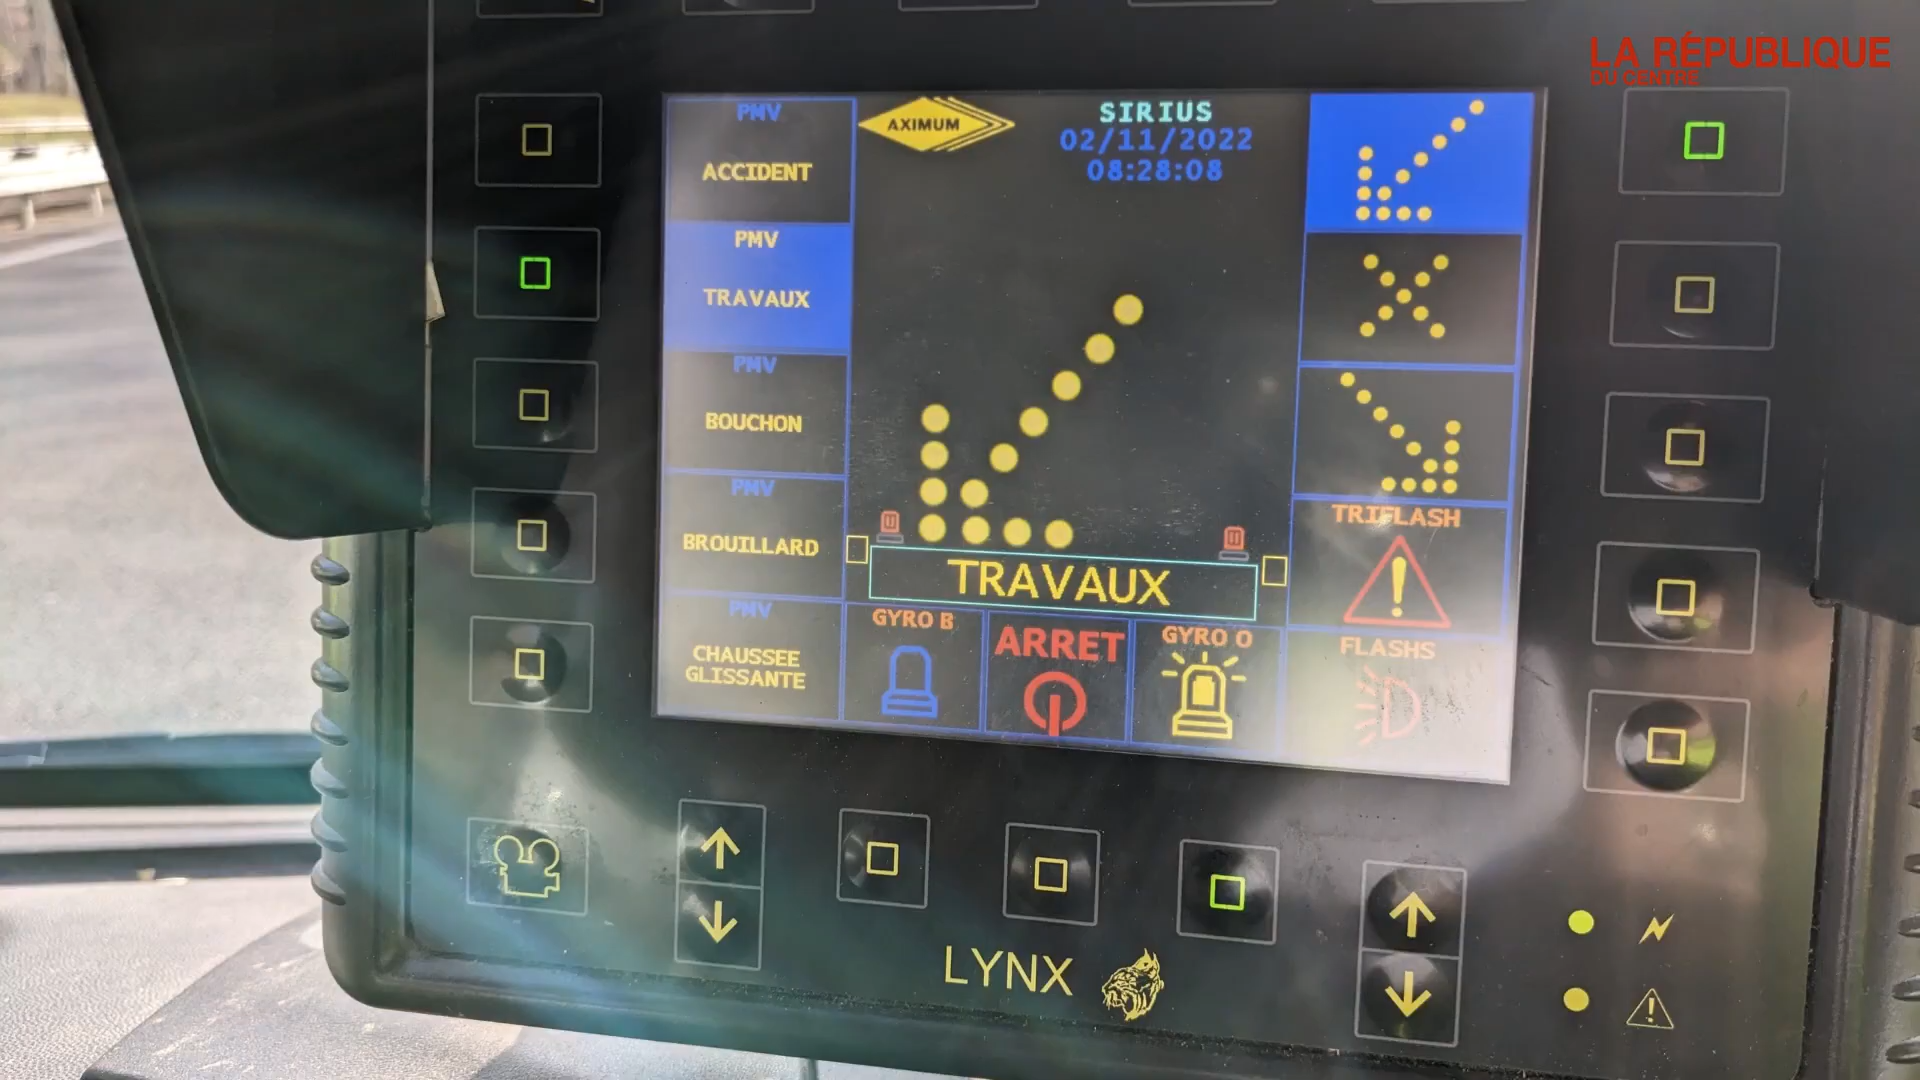 LA RÉPUBLIQUE
DU CENTRE
PMV
ACCIDENT
PMV
TRAVAUX
PMV
BOUCHON
PMV
BROUILLARD
PMV
CHAUSSEE
GLISSANTE
AXIMUM
SIRIUS
02/11/2022
08:28:08
TRAVAUX
GYRO B
ARRET
GYRO O
TRIFLASH
FLASHS
LYNX